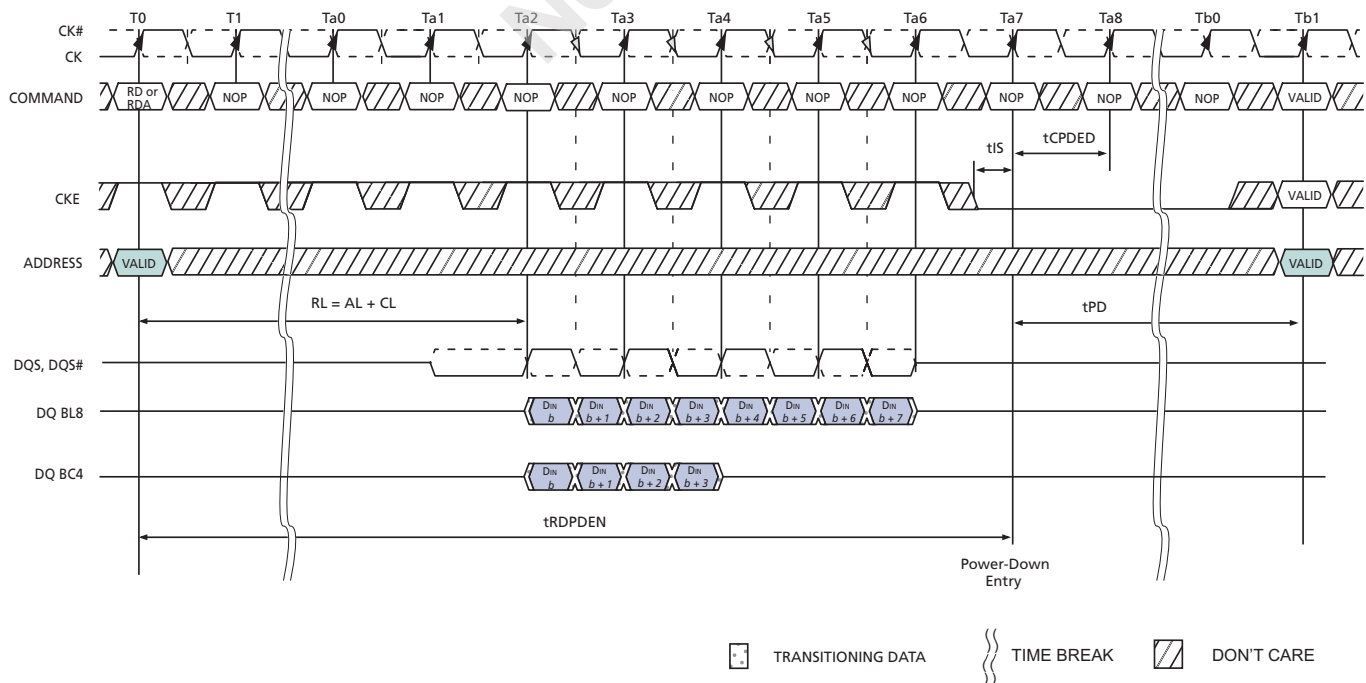 T0 T1 Ta0 Ta1 Ta2 Ta3 Ta4 Ta5 Ta6 Ta7 Ta8 Tb0 Tb1
CK#
CK
COMMAND RD or RDA NOP NOP NOP NOP NOP NOP NOP NOP NOP NOP NOP VALID
tIS tCPDED
CKE VALID
ADDRESS VALID VALID
RL = AL + CL tPD
DQS, DQS#
DQ BL8 DIN b DIN b + 1 DIN b + 2 DIN b + 3 DIN b + 4 DIN b + 5 DIN b + 6 DIN b + 7
DQ BC4 DIN b DIN b + 1 DIN b + 2 DIN b + 3
tRDPDEN
Power-Down
Entry
TRANSITIONING DATA TIME BREAK DON'T CARE